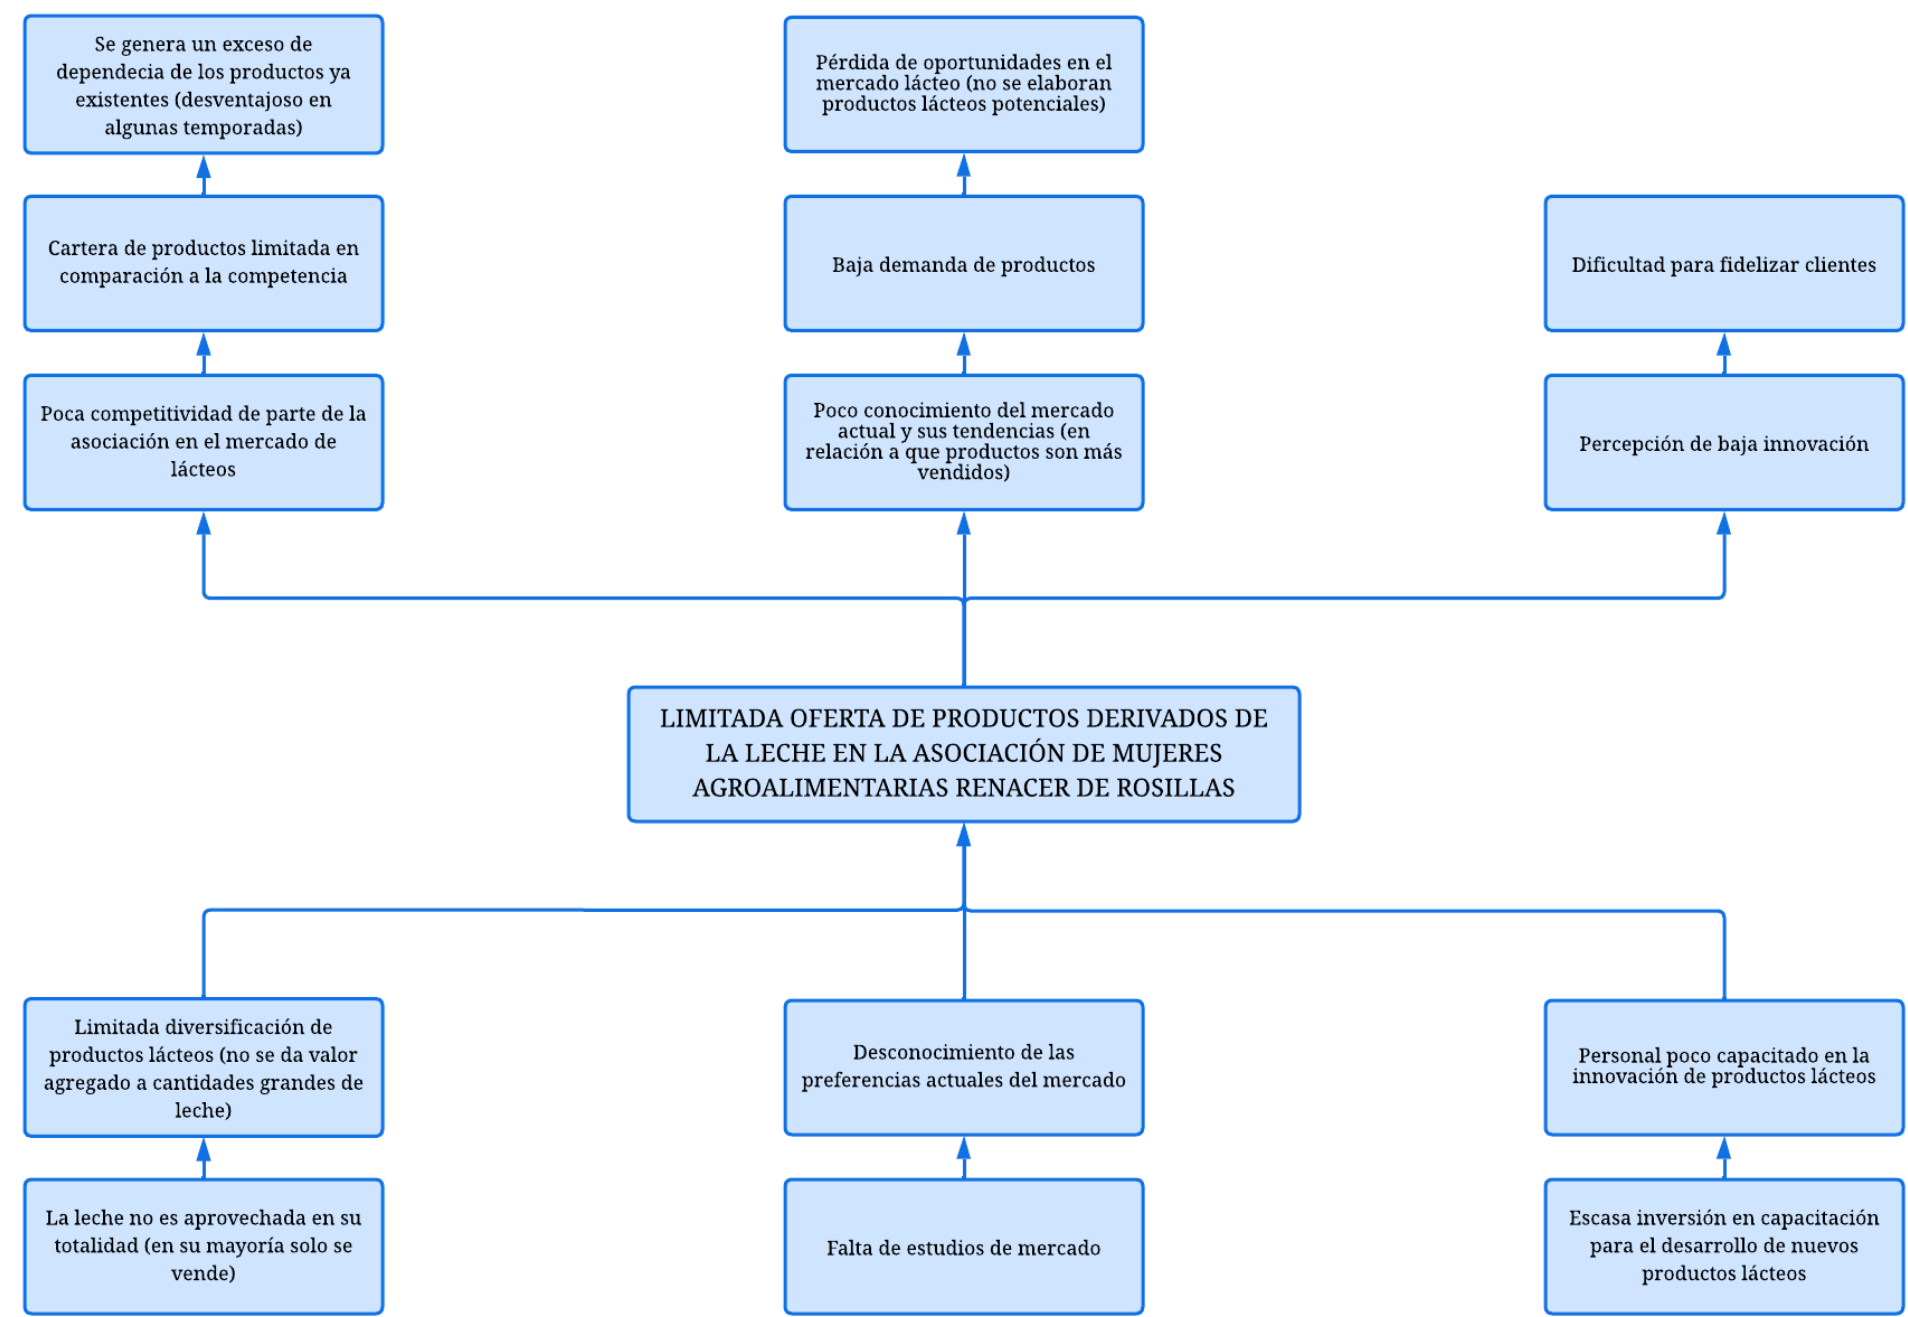 Se genera un exceso de
dependecia de los productos ya
existentes (desventajoso en
algunas temporadas)
Pérdida de oportunidades en el
mercado lácteo (no se elaboran
productos lácteos potenciales)
Cartera de productos limitada en
comparación a la competencia
Baja demanda de productos
Dificultad para fidelizar clientes
Poca competitividad de parte de la
asociación en el mercado de
lácteos
Poco conocimiento del mercado
actual y sus tendencias (en
relación a que productos son más
vendidos)
Percepción de baja innovación
LIMITADA OFERTA DE PRODUCTOS DERIVADOS DE
LA LECHE EN LA ASOCIACIÓN DE MUJERES
AGROALIMENTARIAS RENACER DE ROSILLAS
Limitada diversificación de
productos lácteos (no se da valor
agregado a cantidades grandes de
leche)
Desconocimiento de las
preferencias actuales del mercado
Personal poco capacitado en la
innovación de productos lácteos
La leche no es aprovechada en su
totalidad (en su mayoría solo se
vende)
Falta de estudios de mercado
Escasa inversión en capacitación
para el desarrollo de nuevos
productos lácteos